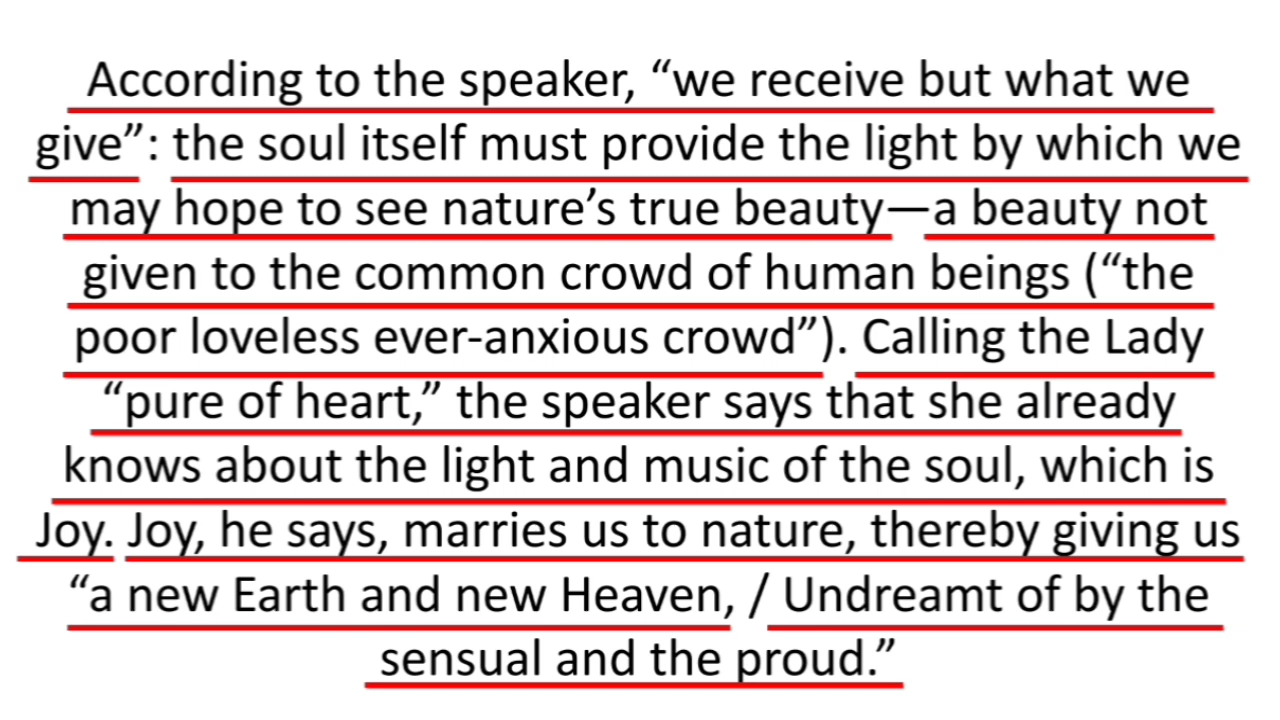 According to the speaker, “we receive but what we
give”: the soul itself must provide the light by which we
may hope to see nature’s true beauty—a beauty not
given to the common crowd of human beings (“the
poor loveless ever-anxious crowd”). Calling the Lady
“pure of heart,” the speaker says that she already
knows about the light and music of the soul, which is
Joy. Joy, he says, marries us to nature, thereby giving us
“a new Earth and new Heaven, / Undreamt of by the
sensual and the proud.”